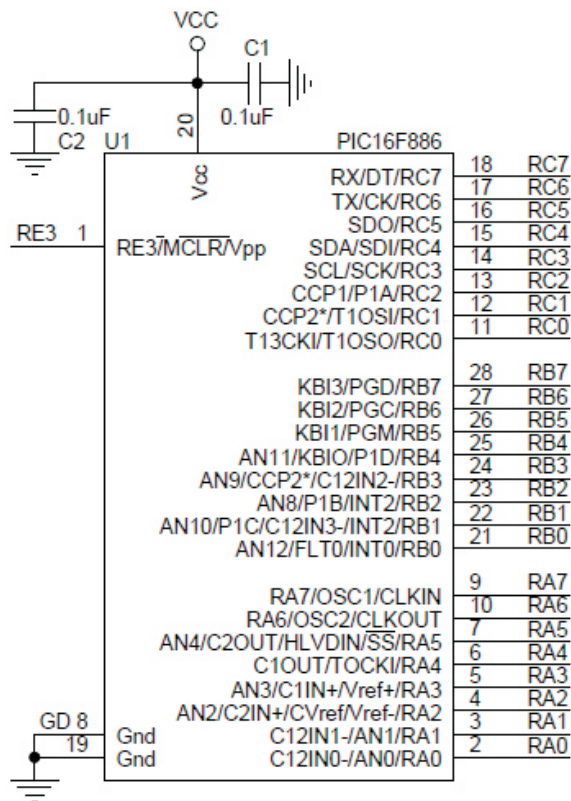 VCC
C1
0.1uF
0.1uF
C2 U1 20 PIC16F886
Vcc
RX/DT/RC7 18 RC7
TX/CK/RC6 17 RC6
SDO/RC5 16 RC5
RE3 1 RE3/MCLR/Vpp SDA/SDI/RC4 15 RC4
SCL/SCK/RC3 14 RC3
CCP1/P1A/RC2 13 RC2
CCP2*/T1OSI/RC1 12 RC1
T13CKI/T1OSO/RC0 11 RC0
KBI3/PGD/RB7 28 RB7
KBI2/PGC/RB6 27 RB6
KBI1/PGM/RB5 26 RB5
AN11/KBIO/P1D/RB4 25 RB4
AN9/CCP2*/C12IN2-/RB3 24 RB3
AN8/P1B/INT2/RB2 23 RB2
AN10/P1C/C12IN3-/INT2/RB1 22 RB1
AN12/FLT0/INT0/RB0 21 RB0
RA7/OSC1/CLKIN 9 RA7
RA6/OSC2/CLKOUT 10 RA6
AN4/C2OUT/HLVDIN/SS/RA5 7 RA5
C1OUT/TOCKI/RA4 6 RA4
AN3/C1IN+/Vref+/RA3 5 RA3
AN2/C2IN+/CVref/Vref-/RA2 4 RA2
GD 8 Gnd C12IN1-/AN1/RA1 3 RA1
19 Gnd C12IN0-/AN0/RA0 2 RA0